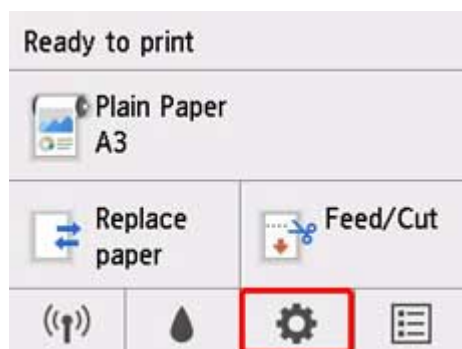 Ready to print
Plain Paper
A3
Replace
paper
Feed/Cut